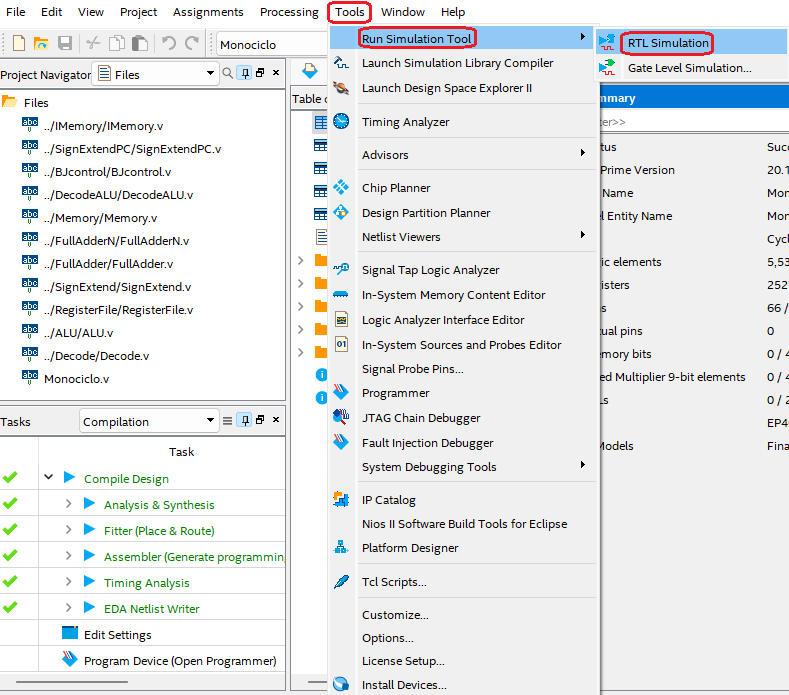 File Edit View Project Assignments Processing Tools Window Help
Monociclo
Project Navigator Files
Files
../IMemory/IMemory.v
../SignExtendPC/SignExtendPC.v
../BJcontrol/BJcontrol.v
../DecodeALU/DecodeALU.v
../Memory/Memory.v
../FullAdderN/FullAdderN.v
../FullAdder/FullAdder.v
../SignExtend/SignExtend.v
../RegisterFile/RegisterFile.v
../ALU/ALU.v
../Decode/Decode.v
Monociclo.v
Tasks Compilation
Task
Compile Design
Analysis & Synthesis
Fitter (Place & Route)
Assembler (Generate programmin
Timing Analysis
EDA Netlist Writer
Edit Settings
Program Device (Open Programmer)
Table o
Run Simulation Tool
Launch Simulation Library Compiler
Launch Design Space Explorer II
Timing Analyzer
Advisors
Chip Planner
Design Partition Planner
Netlist Viewers
Signal Tap Logic Analyzer
In-System Memory Content Editor
Logic Analyzer Interface Editor
In-System Sources and Probes Editor
Signal Probe Pins...
Programmer
JTAG Chain Debugger
Fault Injection Debugger
System Debugging Tools
IP Catalog
Nios II Software Build Tools for Eclipse
Platform Designer
Tcl Scripts...
Customize...
Options...
License Setup...
Install Devices...
RTL Simulation
Gate Level Simulation...
mmary
ter>>
tus Succ
Prime Version 20.1
Name Mon
l Entity Name Mon
Cycl
ic elements 5,53
isters 252
s 66 /
tual pins 0
mory bits 0 / 4
ed Multiplier 9-bit elements 0 / 4
Ls 0 / 2
EP4
Models Fina